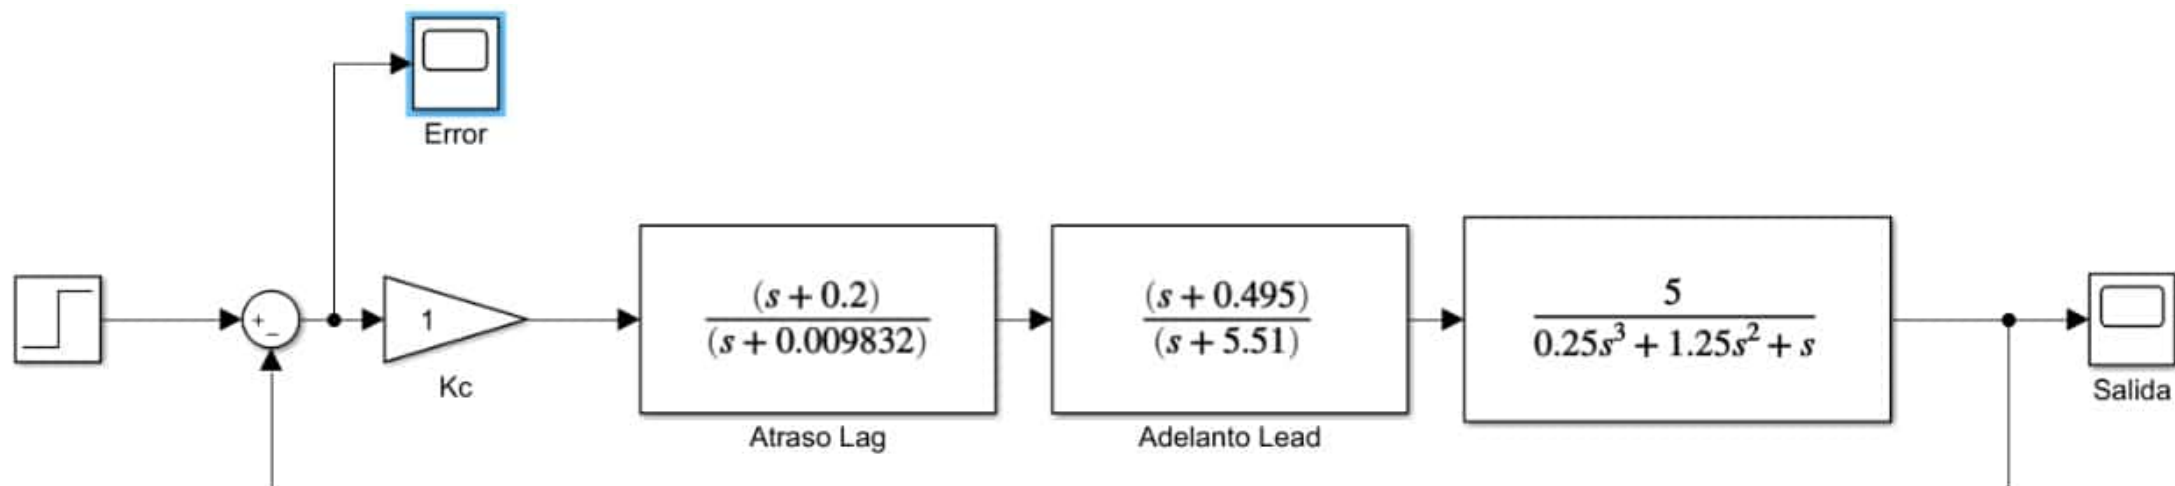 Error
+
−
1
Kc
(s + 0.2)
(s + 0.009832)
Atraso Lag
(s + 0.495)
(s + 5.51)
Adelanto Lead
5
0.25s³ + 1.25s² + s
Salida